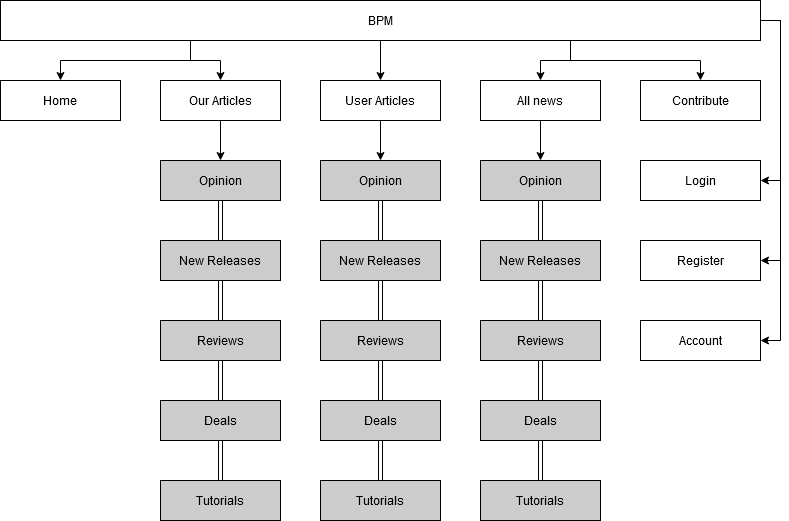 BPM
Home
Our Articles
User Articles
All news
Contribute
Opinion
Opinion
Opinion
Login
New Releases
New Releases
New Releases
Register
Reviews
Reviews
Reviews
Account
Deals
Deals
Deals
Tutorials
Tutorials
Tutorials